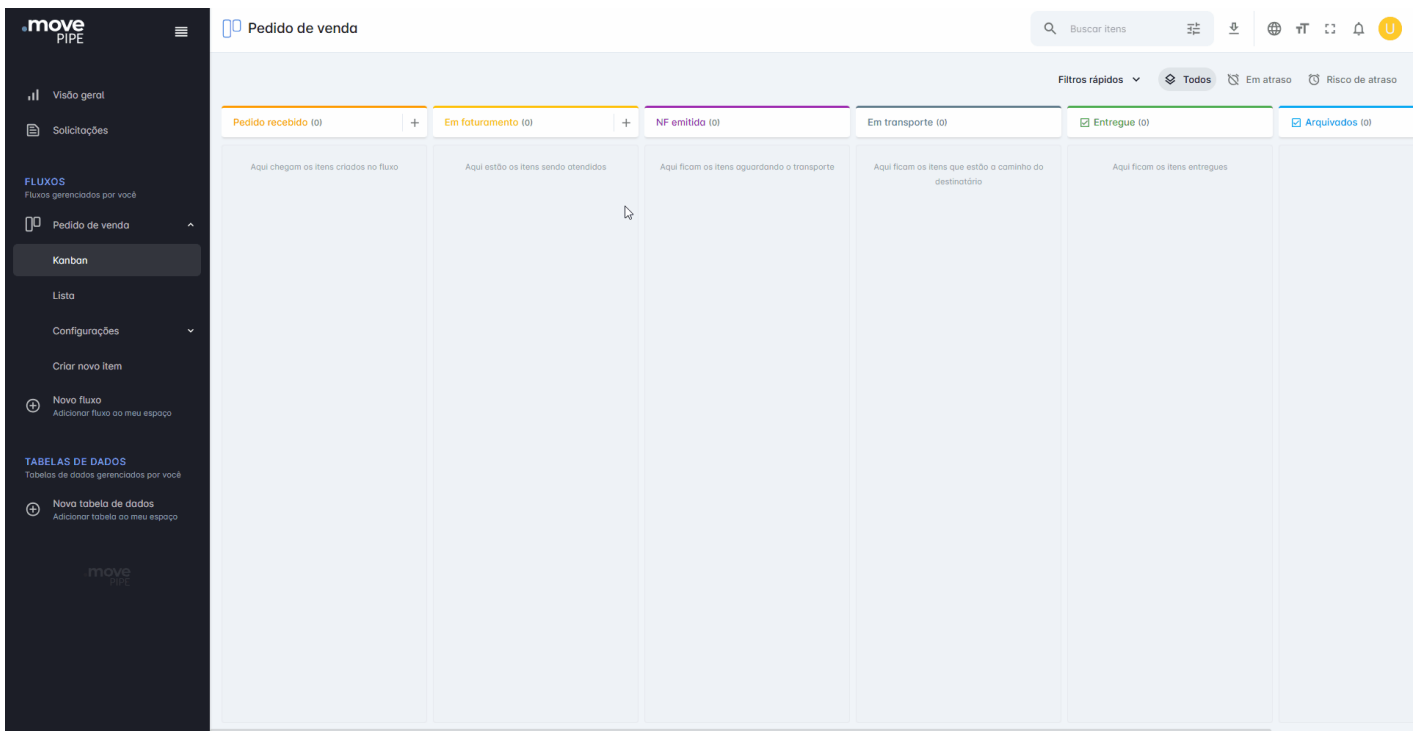 .move
PIPE
Pedido de venda
Buscar itens
U
Filtros rápidos
Todos
Em atraso
Risco de atraso
Visão geral
Solicitações
FLUXOS
Fluxos gerenciados por você
Pedido de venda
Kanban
Lista
Configurações
Criar novo item
Novo fluxo
Adicionar fluxo ao meu espaço
TABELAS DE DADOS
Tabelas de dados gerenciados por você
Nova tabela de dados
Adicionar tabela ao meu espaço
.move
PIPE
Pedido recebido (0)
Aqui chegam os itens criados no fluxo
Em faturamento (0)
Aqui estão os itens sendo atendidos
NF emitida (0)
Aqui ficam os itens aguardando o transporte
Em transporte (0)
Aqui ficam os itens que estão a caminho do
destinatário
Entregue (0)
Aqui ficam os itens entregues
Arquivados (0)